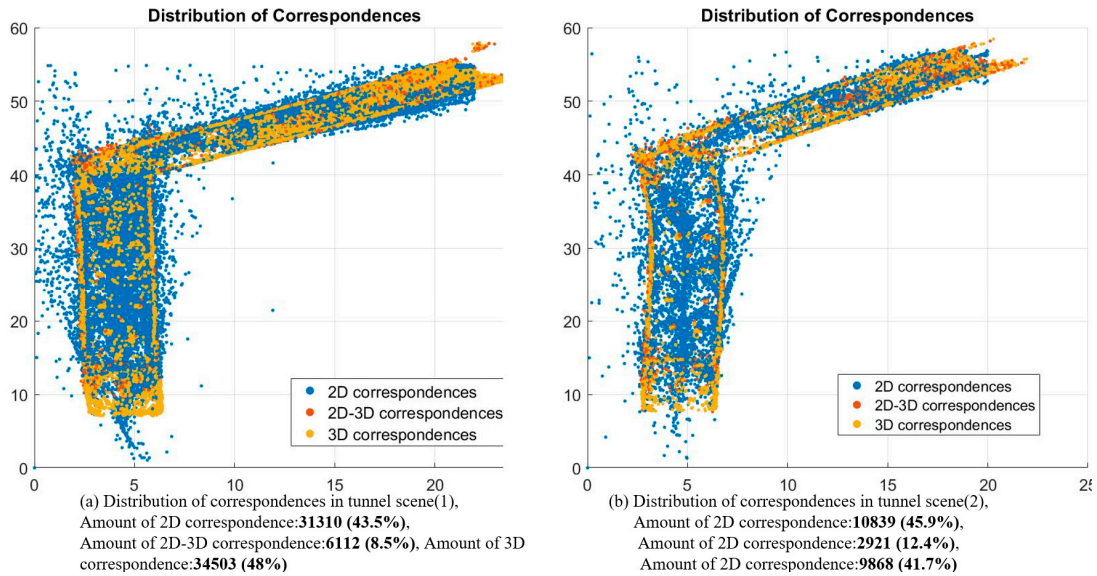 Distribution of Correspondences
60
50
40
30
20
10
0
0 5 10 15 20
2D correspondences
2D-3D correspondences
3D correspondences
(a) Distribution of correspondences in tunnel scene(1),
Amount of 2D correspondence:31310 (43.5%),
Amount of 2D-3D correspondence:6112 (8.5%), Amount of 3D
correspondence:34503 (48%)
Distribution of Correspondences
60
50
40
30
20
10
0
0 5 10 15 20 25
2D correspondences
2D-3D correspondences
3D correspondences
(b) Distribution of correspondences in tunnel scene(2),
Amount of 2D correspondence:10839 (45.9%),
Amount of 2D correspondence:2921 (12.4%),
Amount of 2D correspondence:9868 (41.7%)